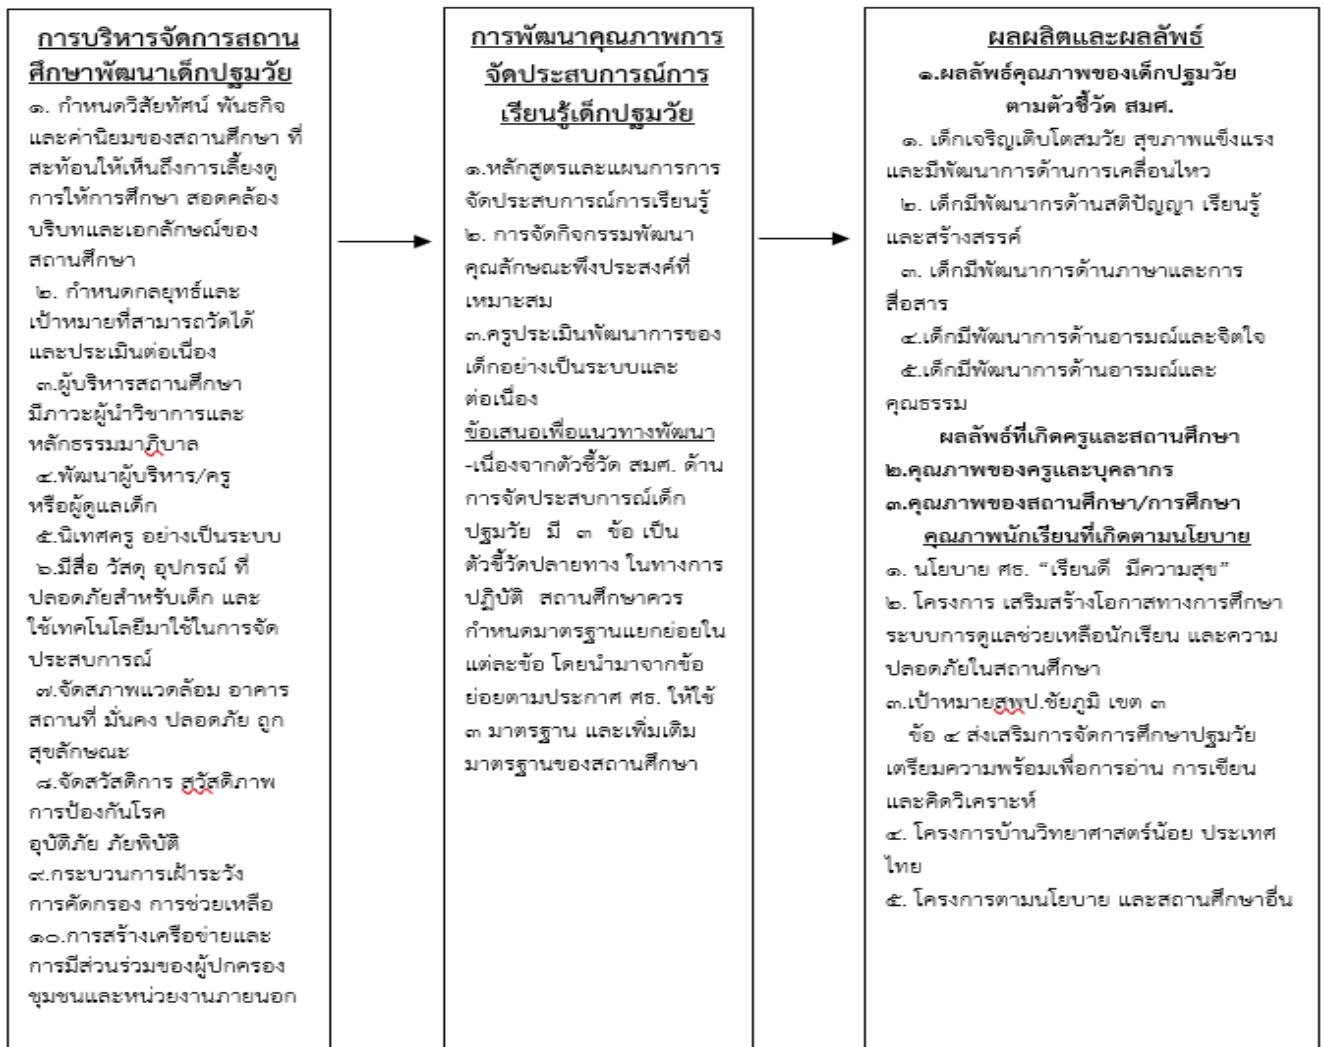 การบริหารจัดการสถาน
ศึกษาพัฒนาเด็กปฐมวัย
๑. กำหนดวิสัยทัศน์ พันธกิจ
และค่านิยมของสถานศึกษา ที่
สะท้อนให้เห็นถึงการเลี้ยงดู
การให้การศึกษา สอดคล้อง
บริบทและเอกลักษณ์ของ
สถานศึกษา
๒. กำหนดกลยุทธ์และ
เป้าหมายที่สามารถวัดได้
และประเมินต่อเนื่อง
๓.ผู้บริหารสถานศึกษา
มีภาวะผู้นำวิชาการและ
หลักธรรมมาภิบาล
๔.พัฒนาผู้บริหาร/ครู
หรือผู้ดูแลเด็ก
๕.นิเทศครู อย่างเป็นระบบ
๖.มีสื่อ วัสดุ อุปกรณ์ ที่
ปลอดภัยสำหรับเด็ก และ
ใช้เทคโนโลยีมาใช้ในการจัด
ประสบการณ์
๗.จัดสภาพแวดล้อม อาคาร
สถานที่ มั่นคง ปลอดภัย ถูก
สุขลักษณะ
๘.จัดสวัสดิการ สวัสดิภาพ
การป้องกันโรค
อุบัติภัย ภัยพิบัติ
๙.กระบวนการเฝ้าระวัง
การคัดกรอง การช่วยเหลือ
๑๐.การสร้างเครือข่ายและ
การมีส่วนร่วมของผู้ปกครอง
ชุมชนและหน่วยงานภายนอก
การพัฒนาคุณภาพการ
จัดประสบการณ์การ
เรียนรู้เด็กปฐมวัย
๑.หลักสูตรและแผนการการ
จัดประสบการณ์การเรียนรู้
๒. การจัดกิจกรรมพัฒนา
คุณลักษณะพึงประสงค์ที่
เหมาะสม
๓.ครูประเมินพัฒนาการของ
เด็กอย่างเป็นระบบและ
ต่อเนื่อง
ข้อเสนอเพื่อแนวทางพัฒนา
-เนื่องจากตัวชี้วัด สมศ. ด้าน
การจัดประสบการณ์เด็ก
ปฐมวัย มี ๓ ข้อ เป็น
ตัวชี้วัดปลายทาง ในทางการ
ปฏิบัติ สถานศึกษาควร
กำหนดมาตรฐานแยกย่อยใน
แต่ละข้อ โดยนำมาจากข้อ
ย่อยตามประกาศ ศธ. ให้ใช้
๓ มาตรฐาน และเพิ่มเติม
มาตรฐานของสถานศึกษา
ผลผลิตและผลลัพธ์
๑.ผลลัพธ์คุณภาพของเด็กปฐมวัย
ตามตัวชี้วัด สมศ.
๑. เด็กเจริญเติบโตสมวัย สุขภาพแข็งแรง
และมีพัฒนาการด้านการเคลื่อนไหว
๒. เด็กมีพัฒนากรด้านสติปัญญา เรียนรู้
และสร้างสรรค์
๓. เด็กมีพัฒนาการด้านภาษาและการ
สื่อสาร
๔.เด็กมีพัฒนาการด้านอารมณ์และจิตใจ
๕.เด็กมีพัฒนาการด้านอารมณ์และ
คุณธรรม
ผลลัพธ์ที่เกิดครูและสถานศึกษา
๒.คุณภาพของครูและบุคลากร
๓.คุณภาพของสถานศึกษา/การศึกษา
คุณภาพนักเรียนที่เกิดตามนโยบาย
๑. นโยบาย ศธ. “เรียนดี มีความสุข”
๒. โครงการ เสริมสร้างโอกาสทางการศึกษา
ระบบการดูแลช่วยเหลือนักเรียน และความ
ปลอดภัยในสถานศึกษา
๓.เป้าหมายสพป.ชัยภูมิ เขต ๓
ข้อ ๔ ส่งเสริมการจัดการศึกษาปฐมวัย
เตรียมความพร้อมเพื่อการอ่าน การเขียน
และคิดวิเคราะห์
๔. โครงการบ้านวิทยาศาสตร์น้อย ประเทศ
ไทย
๕. โครงการตามนโยบาย และสถานศึกษาอื่น